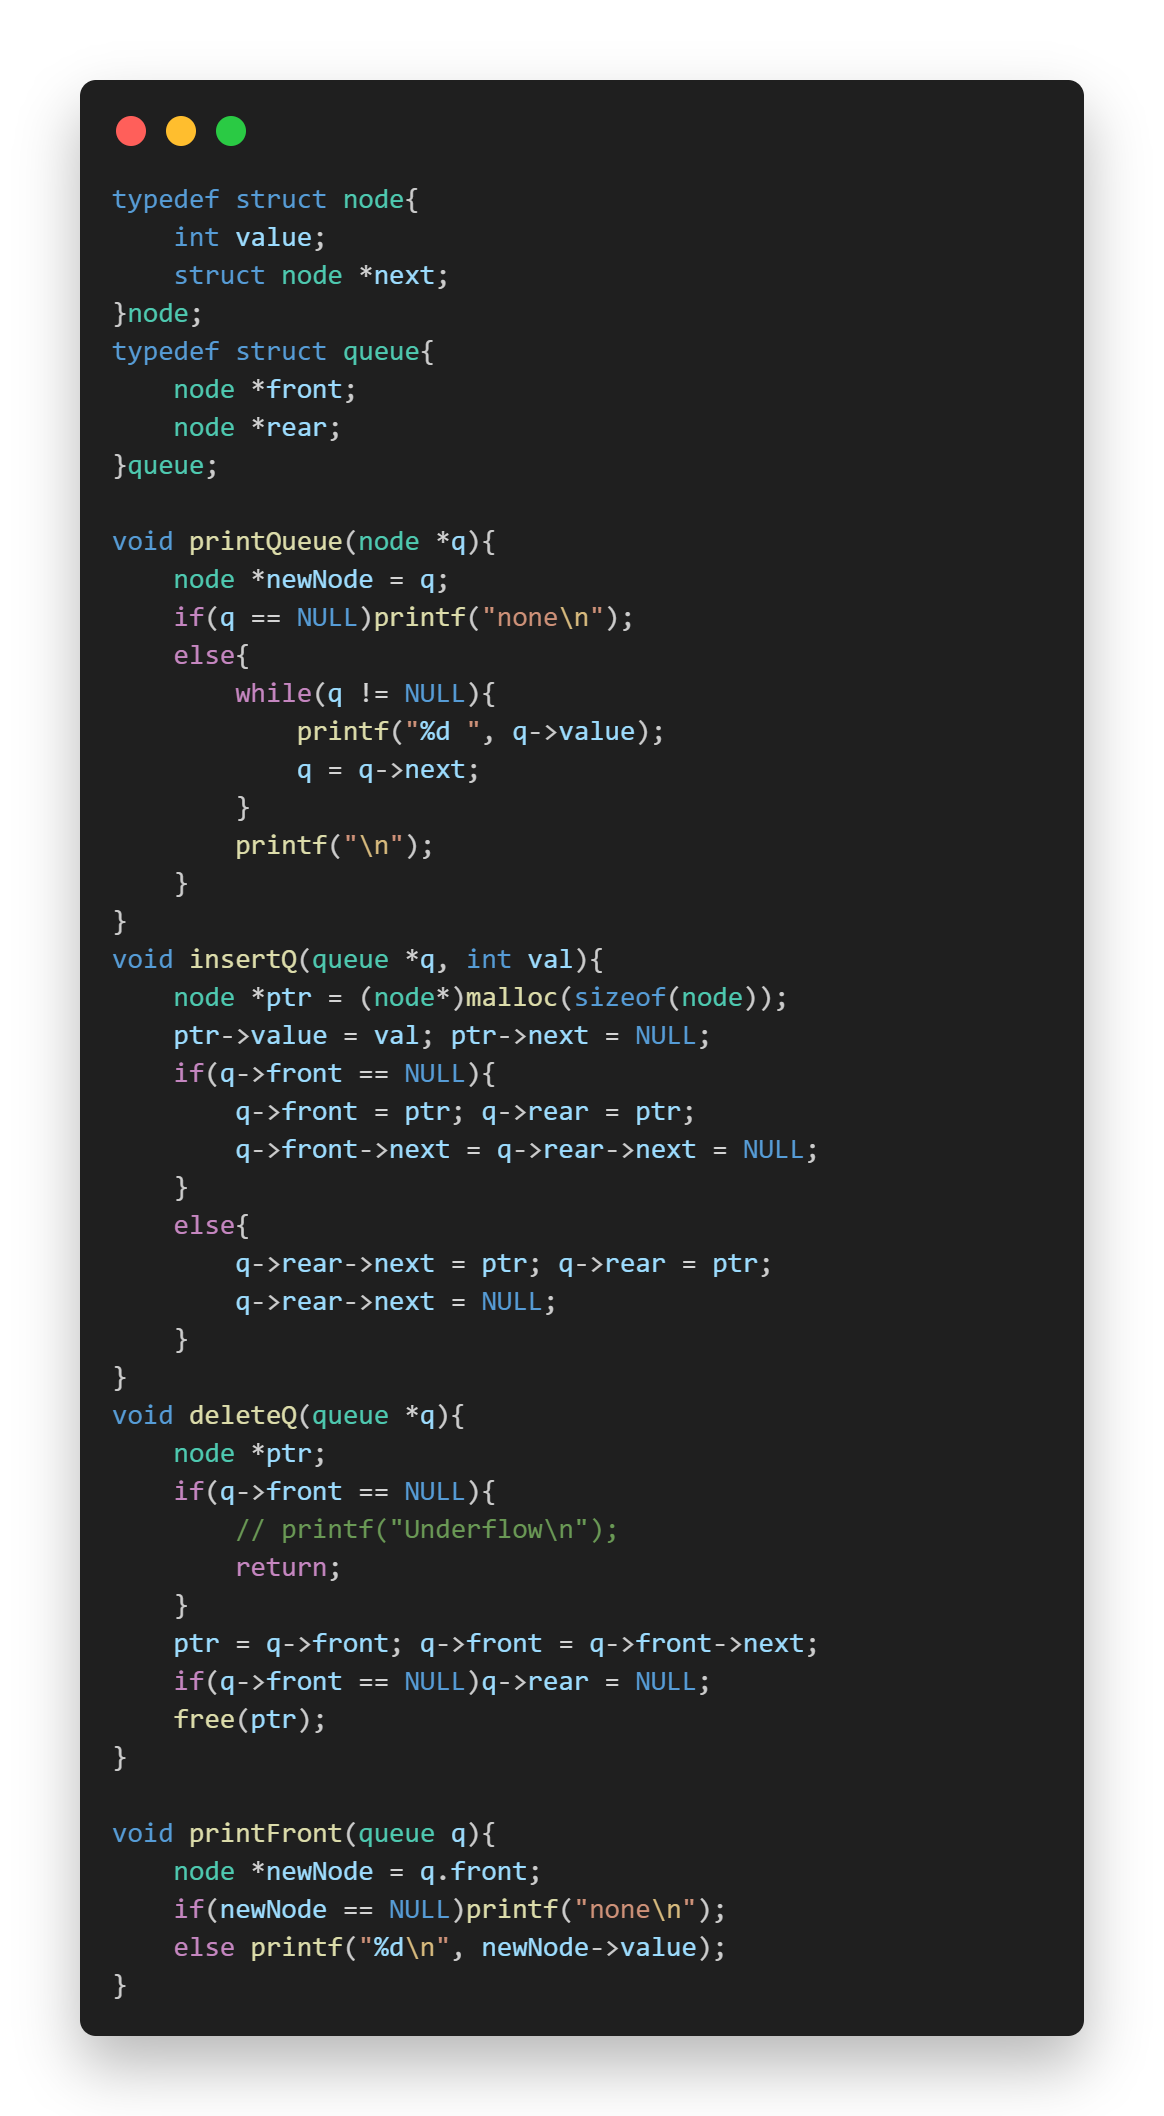 typedef struct node{
    int value;
    struct node *next;
}node;
typedef struct queue{
    node *front;
    node *rear;
}queue;

void printQueue(node *q){
    node *newNode = q;
    if(q == NULL)printf("none\n");
    else{
        while(q != NULL){
            printf("%d ", q->value);
            q = q->next;
        }
        printf("\n");
    }
}
void insertQ(queue *q, int val){
    node *ptr = (node*)malloc(sizeof(node));
    ptr->value = val; ptr->next = NULL;
    if(q->front == NULL){
        q->front = ptr; q->rear = ptr;
        q->front->next = q->rear->next = NULL;
    }
    else{
        q->rear->next = ptr; q->rear = ptr;
        q->rear->next = NULL;
    }
}
void deleteQ(queue *q){
    node *ptr;
    if(q->front == NULL){
        // printf("Underflow\n");
        return;
    }
    ptr = q->front; q->front = q->front->next;
    if(q->front == NULL)q->rear = NULL;
    free(ptr);
}

void printFront(queue q){
    node *newNode = q.front;
    if(newNode == NULL)printf("none\n");
    else printf("%d\n", newNode->value);
}